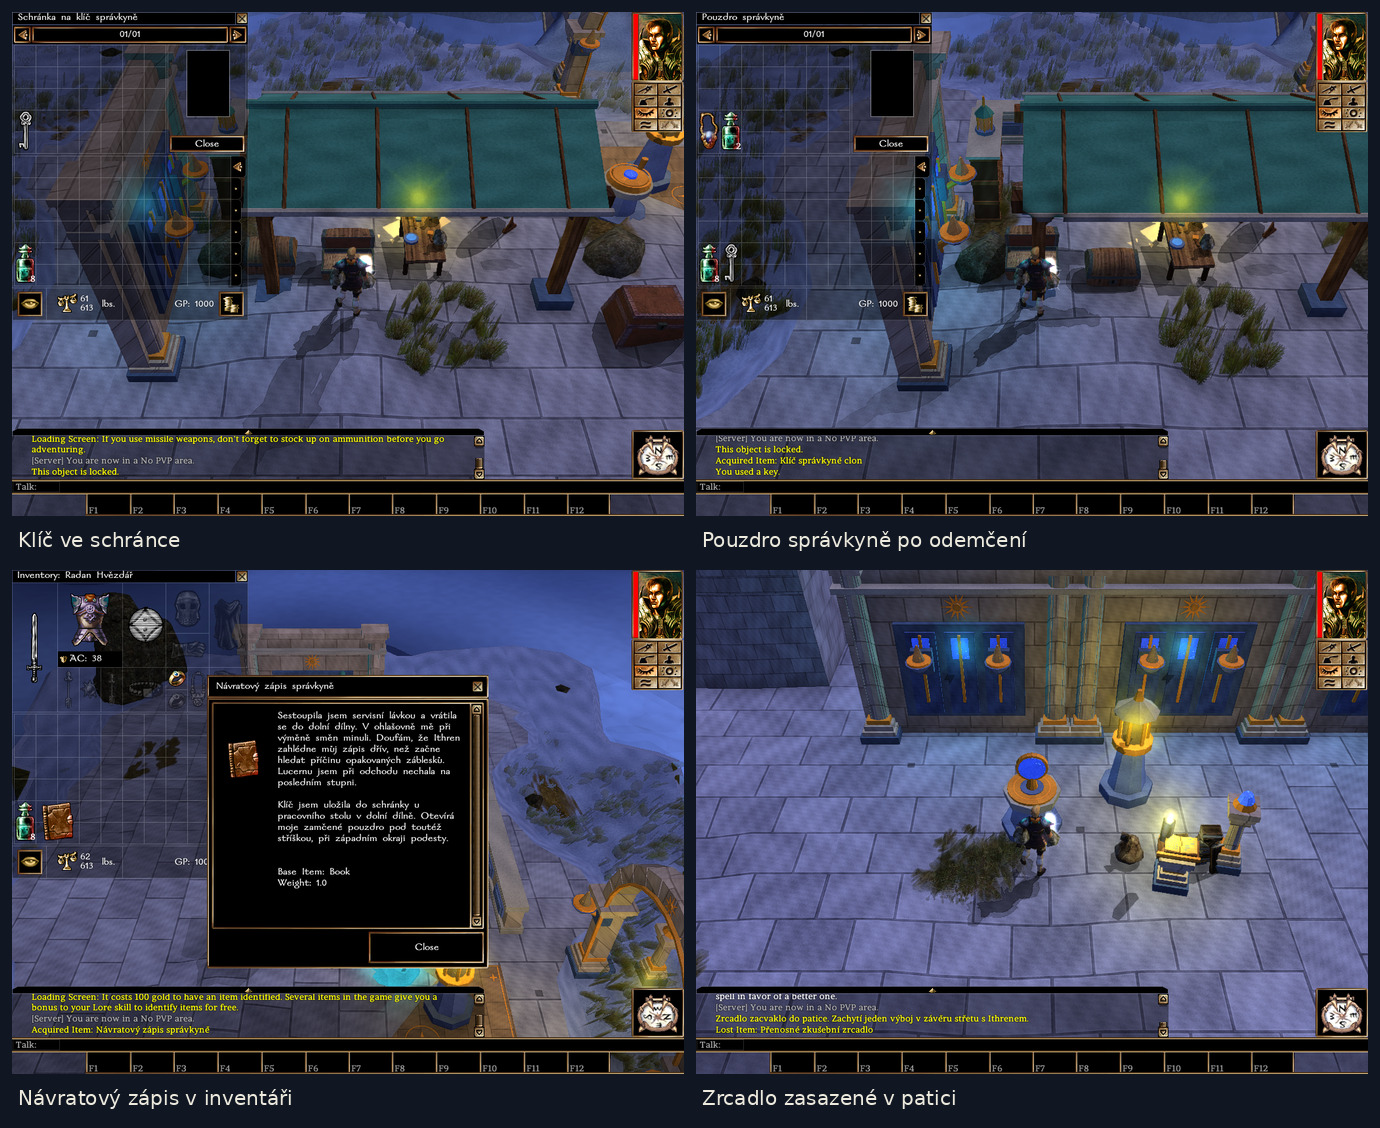 Schránka na klíč správkyně
01/01
Close
61
613
lbs.
GP: 1000
8
Loading Screen: If you use missile weapons, don't forget to stock up on ammunition before you go
adventuring.
[Server] You are now in a No PVP area.
This object is locked.
Talk:
F1 F2 F3 F4 F5 F6 F7 F8 F9 F10 F11 F12
Klíč ve schránce
Pouzdro správkyně
01/01
2
Close
8
61
613
lbs.
GP: 1000
[Server] You are now in a No PVP area.
This object is locked.
Acquired Item: Klíč správkyně clon
You used a key.
Talk:
F1 F2 F3 F4 F5 F6 F7 F8 F9 F10 F11 F12
Pouzdro správkyně po odemčení
Inventory: Radan Hvězdář
AC: 38
8
62
613
lbs.
GP: 100
Návratový zápis správkyně
Sestoupila jsem servisní lávkou a vrátila
se do dolní dílny. V ohlašovně mě při
výměně směn minuli. Doufám, že Ithren
zahlédne můj zápis dřív, než začne
hledat příčinu opakovaných záblesků.
Lucernu jsem při odchodu nechala na
posledním stupni.
Klíč jsem uložila do schránky u
pracovního stolu v dolní dílně. Otevírá
moje zamčené pouzdro pod toutéž
stříškou, při západním okraji podesty.
Base Item: Book
Weight: 1.0
Close
Loading Screen: It costs 100 gold to have an item identified. Several items in the game give you a
bonus to your Lore skill to identify items for free.
[Server] You are now in a No PVP area.
Acquired Item: Návratový zápis správkyně
Talk:
F1 F2 F3 F4 F5 F6 F7 F8 F9 F10 F11 F12
Návratový zápis v inventáři
spell in favor of a better one.
[Server] You are now in a No PVP area.
Zrcadlo zacvaklo do patice. Zachytí jeden výboj v závěru střetu s Ithrenem.
Lost Item: Přenosné zkušební zrcadlo
Talk:
F1 F2 F3 F4 F5 F6 F7 F8 F9 F10 F11 F12
Zrcadlo zasazené v patici